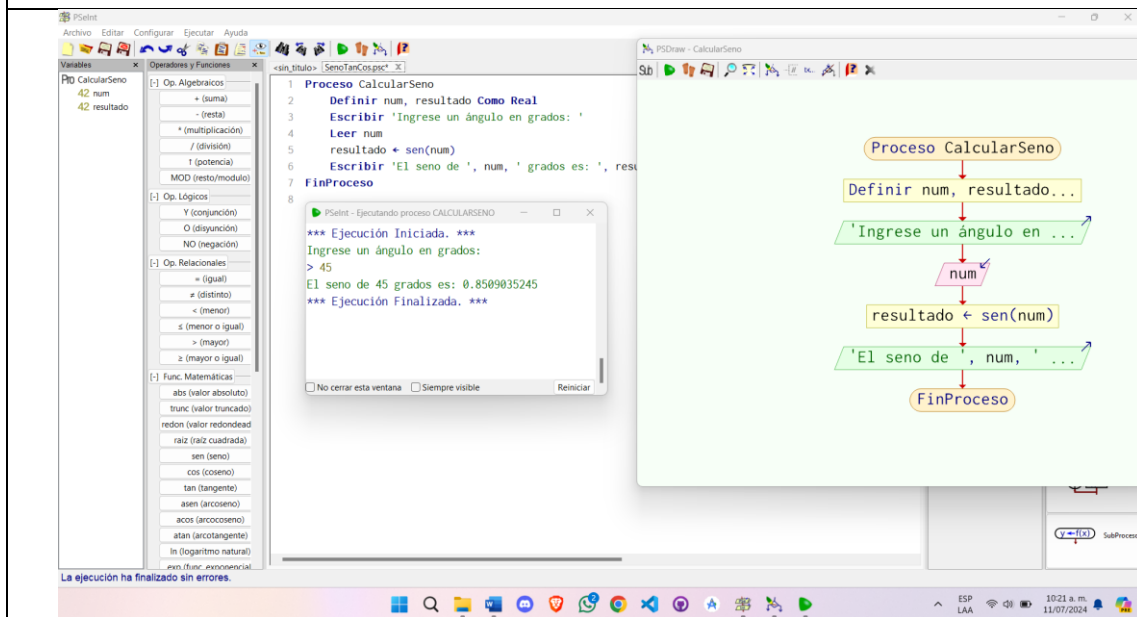 PSeInt
Archivo Editar Configurar Ejecutar Ayuda
Variables x
CalcularSeno
42 num
42 resultado
Operadores y Funciones x
[-] Op. Algebraicos
+ (suma)
- (resta)
* (multiplicación)
/ (división)
↑ (potencia)
MOD (resto/modulo)
[-] Op. Lógicos
Y (conjunción)
O (disyunción)
NO (negación)
[-] Op. Relacionales
= (igual)
≠ (distinto)
< (menor)
≤ (menor o igual)
> (mayor)
≥ (mayor o igual)
[-] Func. Matemáticas
abs (valor absoluto)
trunc (valor truncado)
redon (valor redondead
raiz (raíz cuadrada)
sen (seno)
cos (coseno)
tan (tangente)
asen (arcoseno)
acos (arcocoseno)
atan (arcotangente)
ln (logaritmo natural)
exp (func. exponencial
<sin_titulo> SenoTanCos.psc* X
1 Proceso CalcularSeno
2 Definir num, resultado Como Real
3 Escribir 'Ingrese un ángulo en grados: '
4 Leer num
5 resultado ← sen(num)
6 Escribir 'El seno de ', num, ' grados es: ', resu
7 FinProceso
8
PSeInt - Ejecutando proceso CALCULARSENO
*** Ejecución Iniciada. ***
Ingrese un ángulo en grados:
> 45
El seno de 45 grados es: 0.8509035245
*** Ejecución Finalizada. ***
No cerrar esta ventana Siempre visible Reiniciar
PSDraw - CalcularSeno
Sub
Proceso CalcularSeno
Definir num, resultado...
'Ingrese un ángulo en ...
num
resultado ← sen(num)
'El seno de ', num, ' ...
FinProceso
y←f(x) SubProceso
La ejecución ha finalizado sin errores.
2
ESP
LAA
10:21 a. m.
11/07/2024